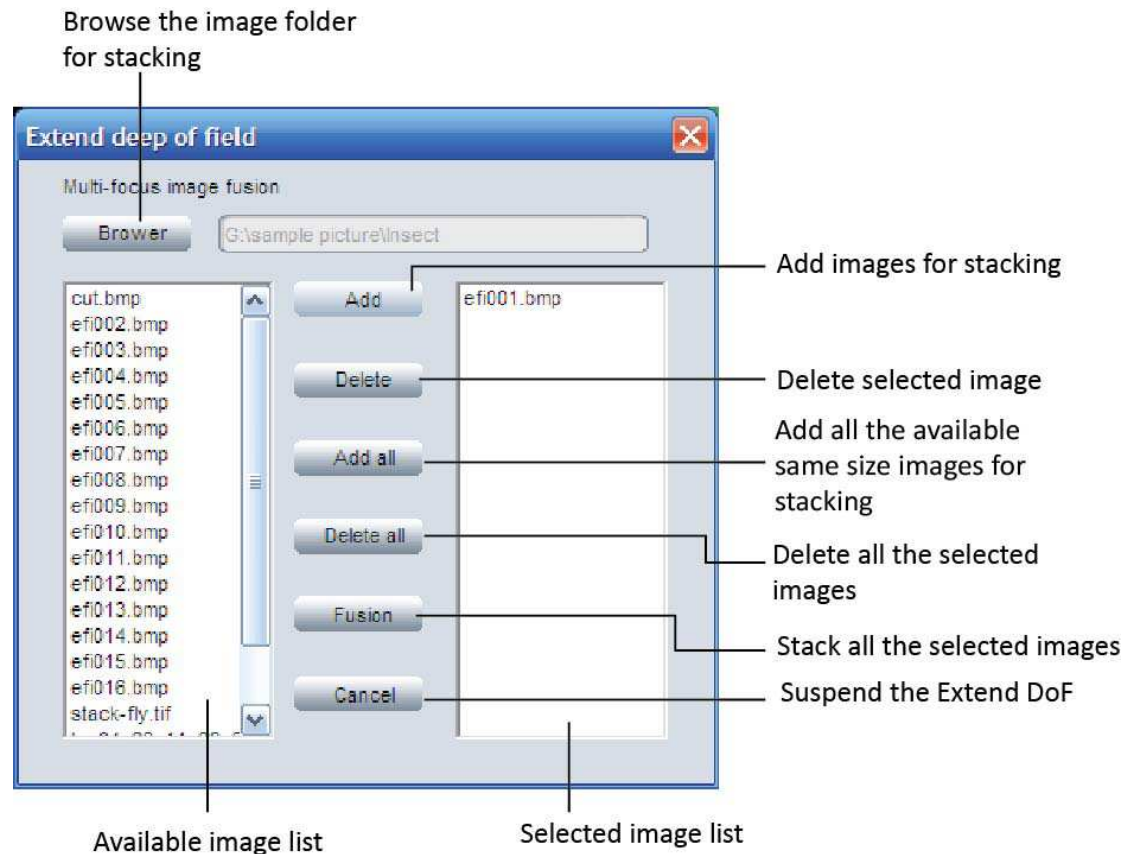 Browse the image folder
for stacking
Extend deep of field
Multi-focus image fusion
Brower
G:\sample picture\Insect
cut.bmp
efi002.bmp
efi003.bmp
efi004.bmp
efi005.bmp
efi006.bmp
efi007.bmp
efi008.bmp
efi009.bmp
efi010.bmp
efi011.bmp
efi012.bmp
efi013.bmp
efi014.bmp
efi015.bmp
efi016.bmp
stack-fly.tif
Add
Delete
Add all
Delete all
Fusion
Cancel
efi001.bmp
Add images for stacking
Delete selected image
Add all the available
same size images for
stacking
Delete all the selected
images
Stack all the selected images
Suspend the Extend DoF
Available image list
Selected image list